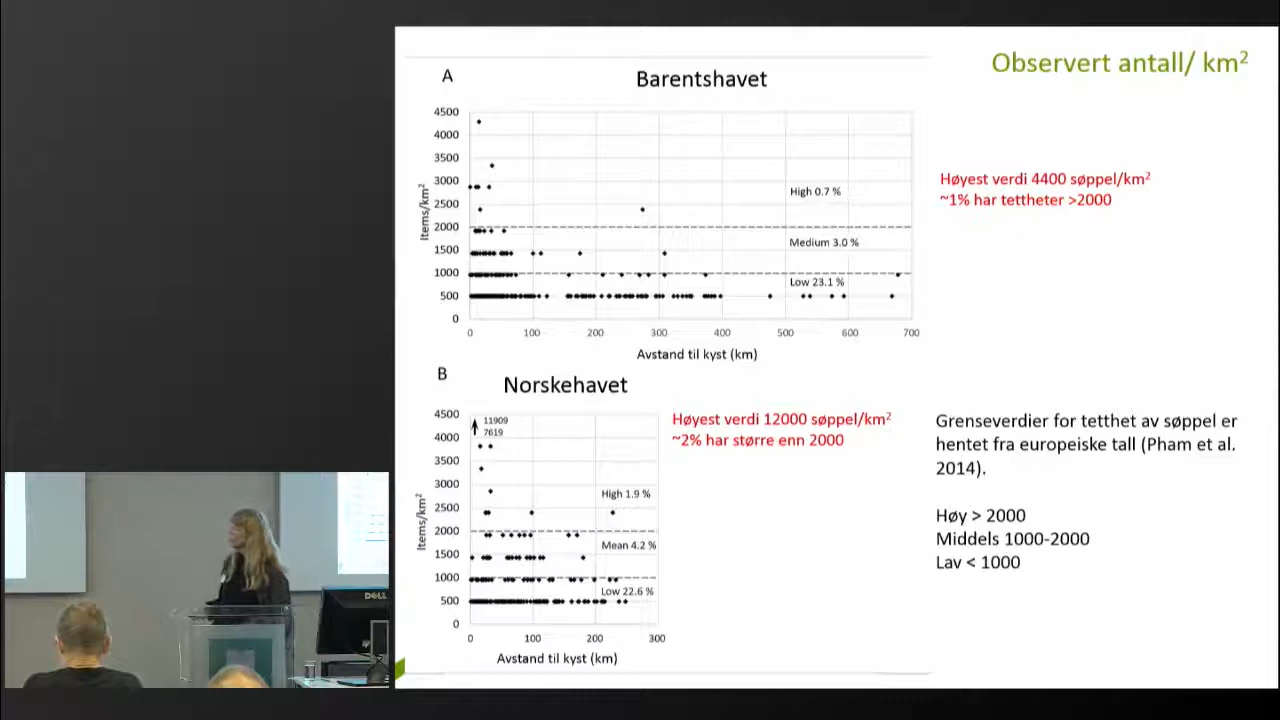 Observert antall/ km²
A
Barentshavet
4500
4000
3500
3000
2500
2000
1500
1000
500
0
Items/km²
High 0.7 %
Medium 3.0 %
Low 23.1 %
0 100 200 300 400 500 600 700
Avstand til kyst (km)
Høyest verdi 4400 søppel/km²
~1% har tettheter >2000
B
Norskehavet
4500
4000
3500
3000
2500
2000
1500
1000
500
0
Items/km²
11909
7619
High 1.9 %
Mean 4.2 %
Low 22.6 %
0 100 200 300
Avstand til kyst (km)
Høyest verdi 12000 søppel/km²
~2% har større enn 2000
Grenseverdier for tetthet av søppel er
hentet fra europeiske tall (Pham et al.
2014).
Høy > 2000
Middels 1000-2000
Lav < 1000
DELL